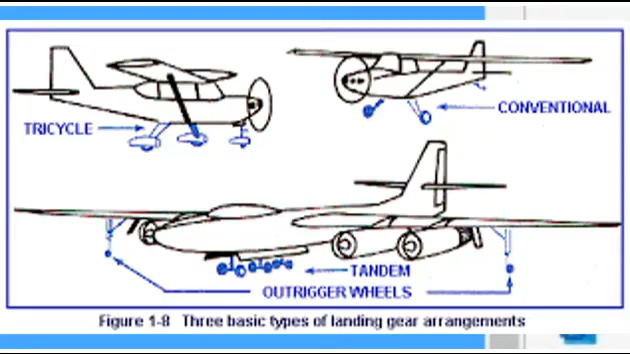 TRICYCLE
CONVENTIONAL
TANDEM
OUTRIGGER WHEELS
Figure 1-8 Three basic types of landing gear arrangements